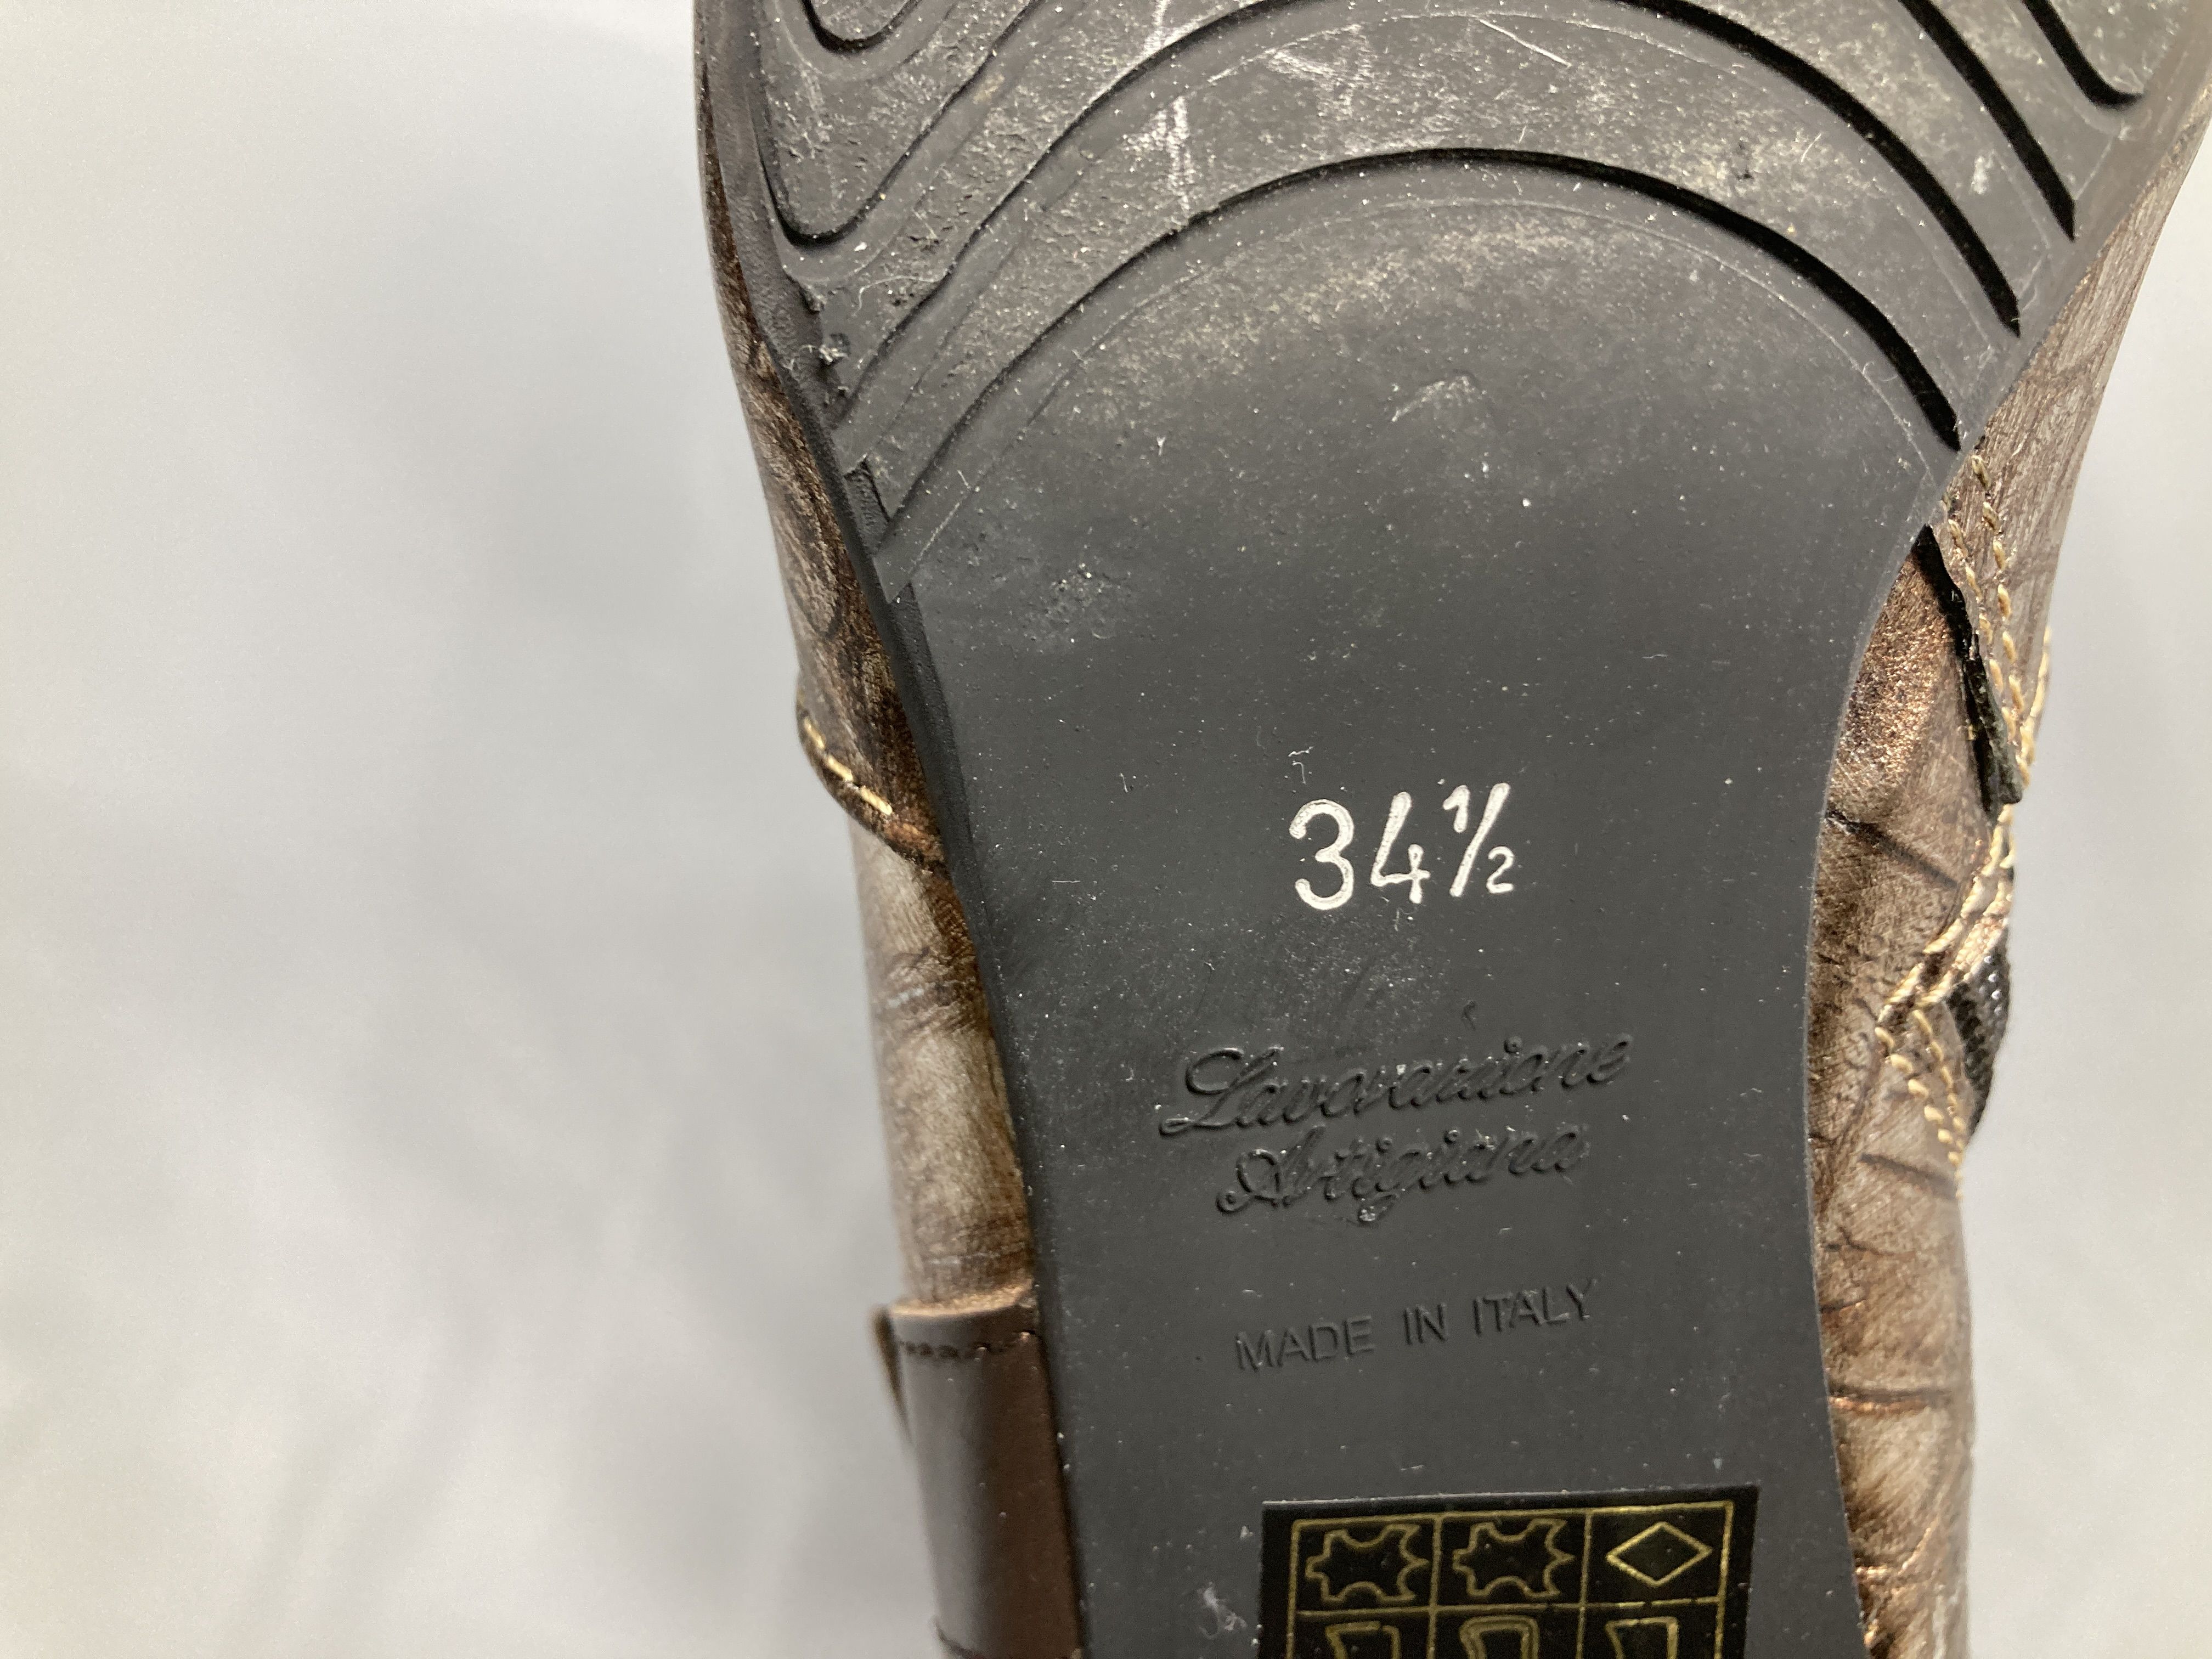 34½
Lavorazione
Artigiana
MADE IN ITALY